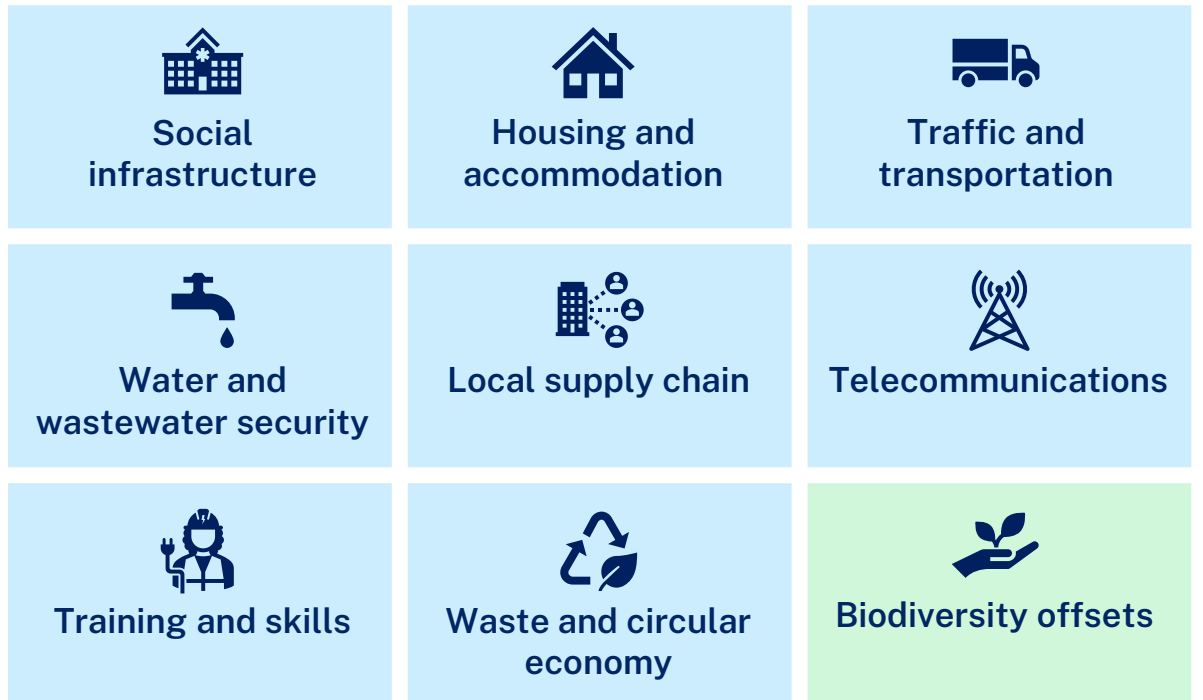 Social
infrastructure
Housing and
accommodation
Traffic and
transportation
Water and
wastewater security
Local supply chain
Telecommunications
Training and skills
Waste and circular
economy
Biodiversity offsets